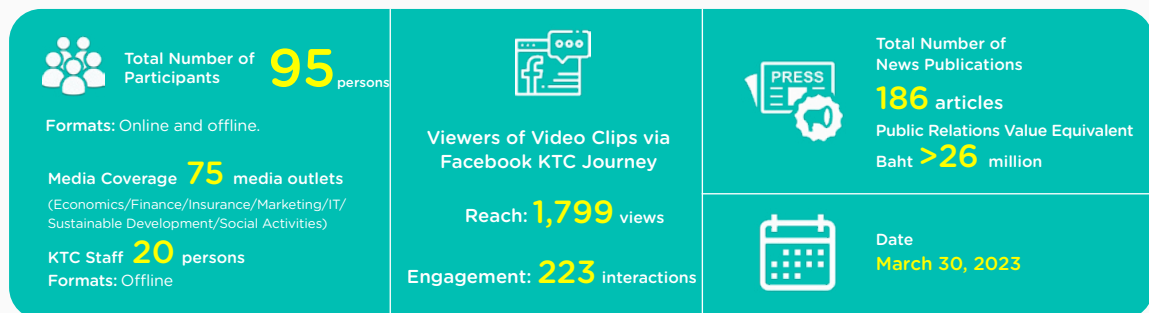 Total Number of
Participants 95 persons
Formats: Online and offline.
Media Coverage 75 media outlets
(Economics/Finance/Insurance/Marketing/IT/
Sustainable Development/Social Activities)
KTC Staff 20 persons
Formats: Offline
Viewers of Video Clips via
Facebook KTC Journey
Reach: 1,799 views
Engagement: 223 interactions
PRESS
Total Number of
News Publications
186 articles
Public Relations Value Equivalent
Baht >26 million
Date
March 30, 2023